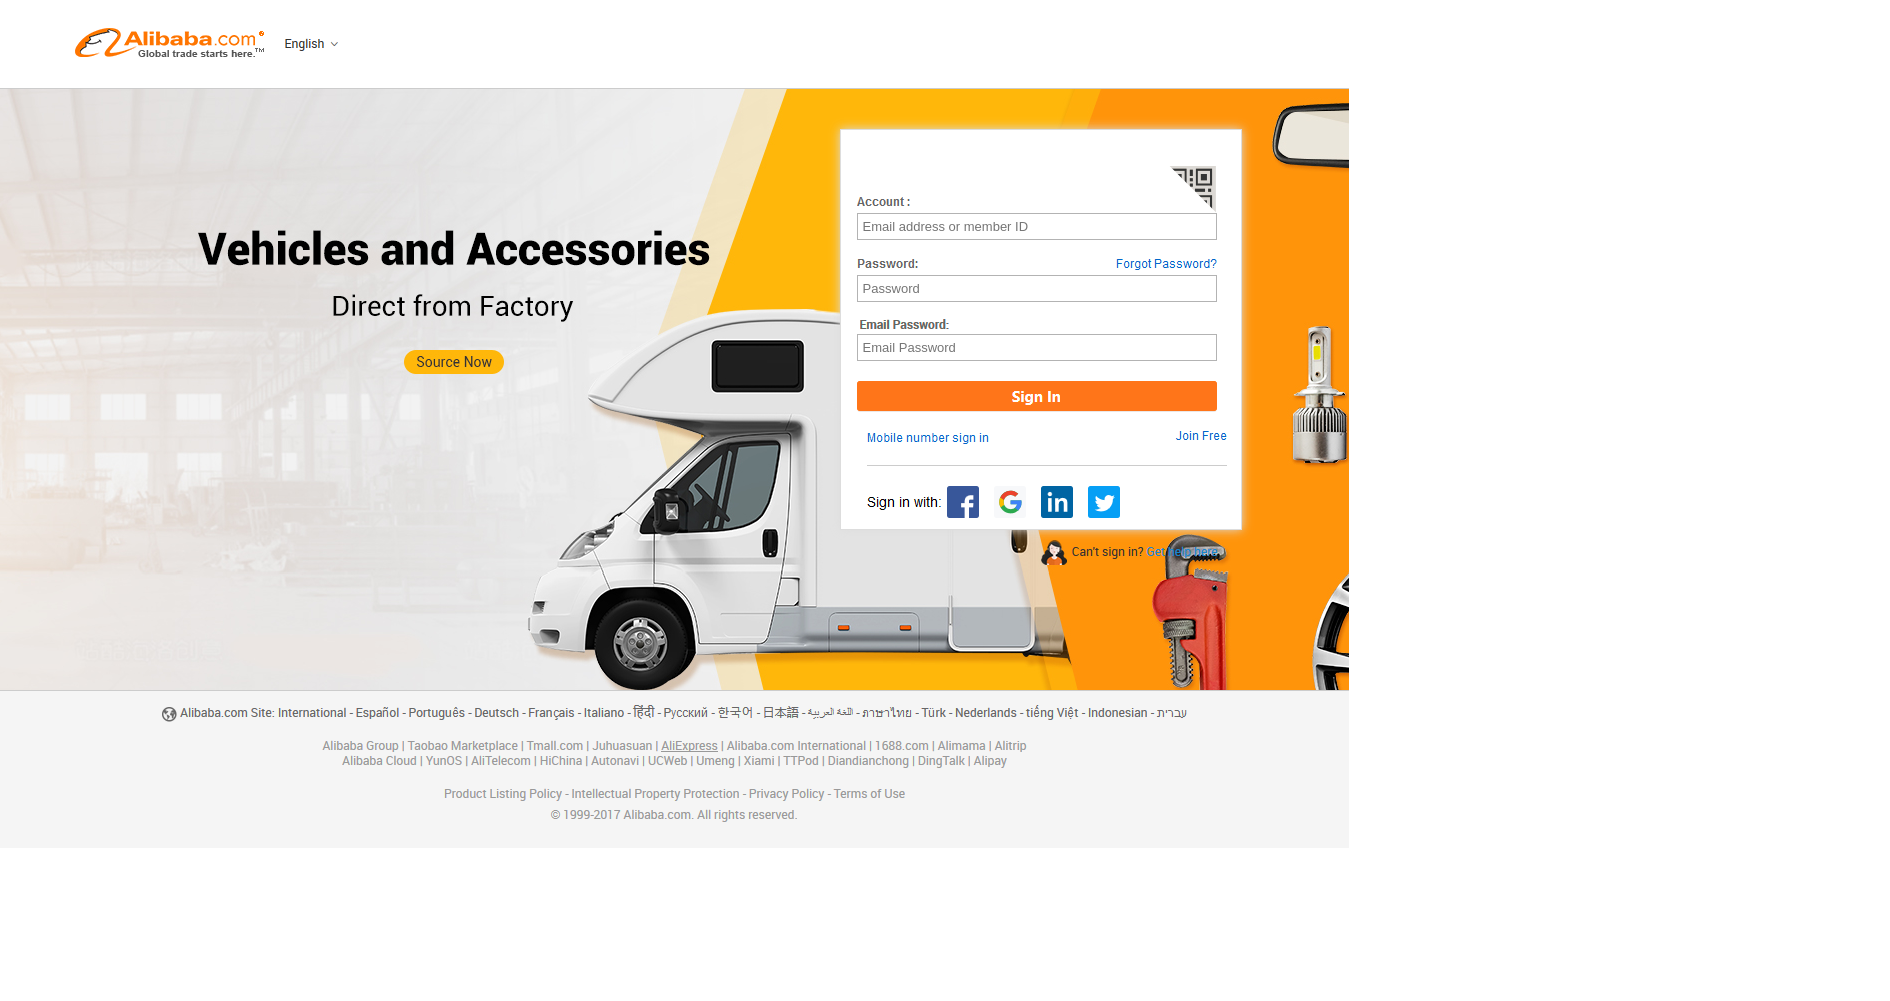 Alibaba.com®
Global trade starts here.™
English
Vehicles and Accessories
Direct from Factory
Source Now
Account :
Email address or member ID
Password:
Forgot Password?
Password
Email Password:
Email Password
Sign In
Mobile number sign in
Join Free
Sign in with:
Can't sign in? Get help here.
Alibaba.com Site: International - Español - Português - Deutsch - Français - Italiano - हिंदी - Pусский - 한국어 - 日本語 - اللغة العربية - ภาษาไทย - Türk - Nederlands - tiếng Việt - Indonesian - עברית
Alibaba Group | Taobao Marketplace | Tmall.com | Juhuasuan | AliExpress | Alibaba.com International | 1688.com | Alimama | Alitrip
Alibaba Cloud | YunOS | AliTelecom | HiChina | Autonavi | UCWeb | Umeng | Xiami | TTPod | Diandianchong | DingTalk | Alipay
Product Listing Policy - Intellectual Property Protection - Privacy Policy - Terms of Use
© 1999-2017 Alibaba.com. All rights reserved.